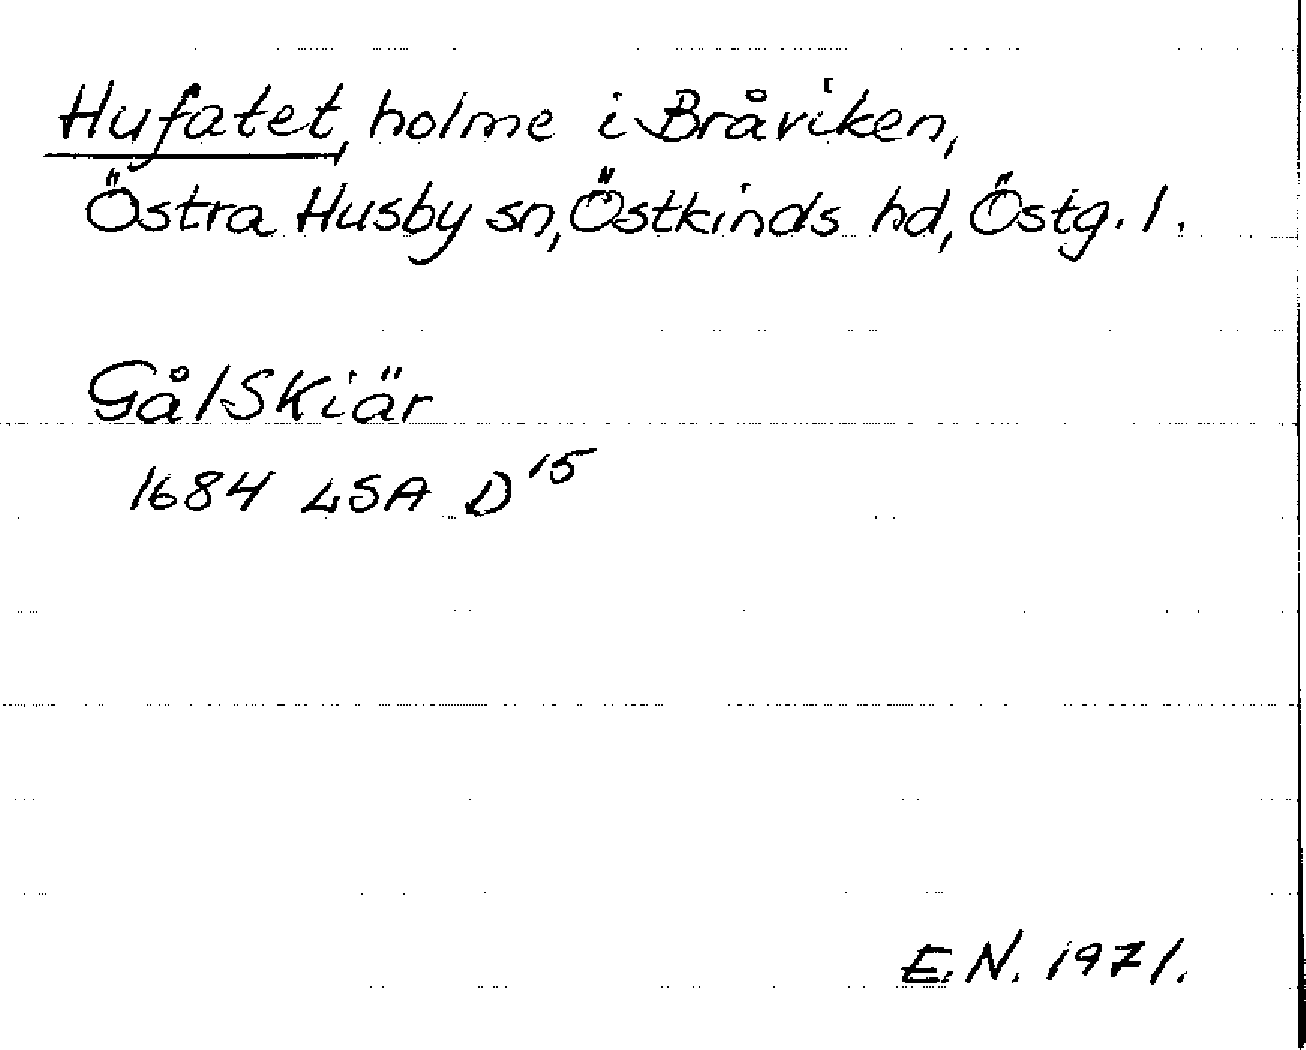 Hufatet, holme i Bråviken,
Östra Husby sn, Östkinds hd, Östg. l.
GålSkiär
1684 LSA D¹⁵
E.N. 1971.